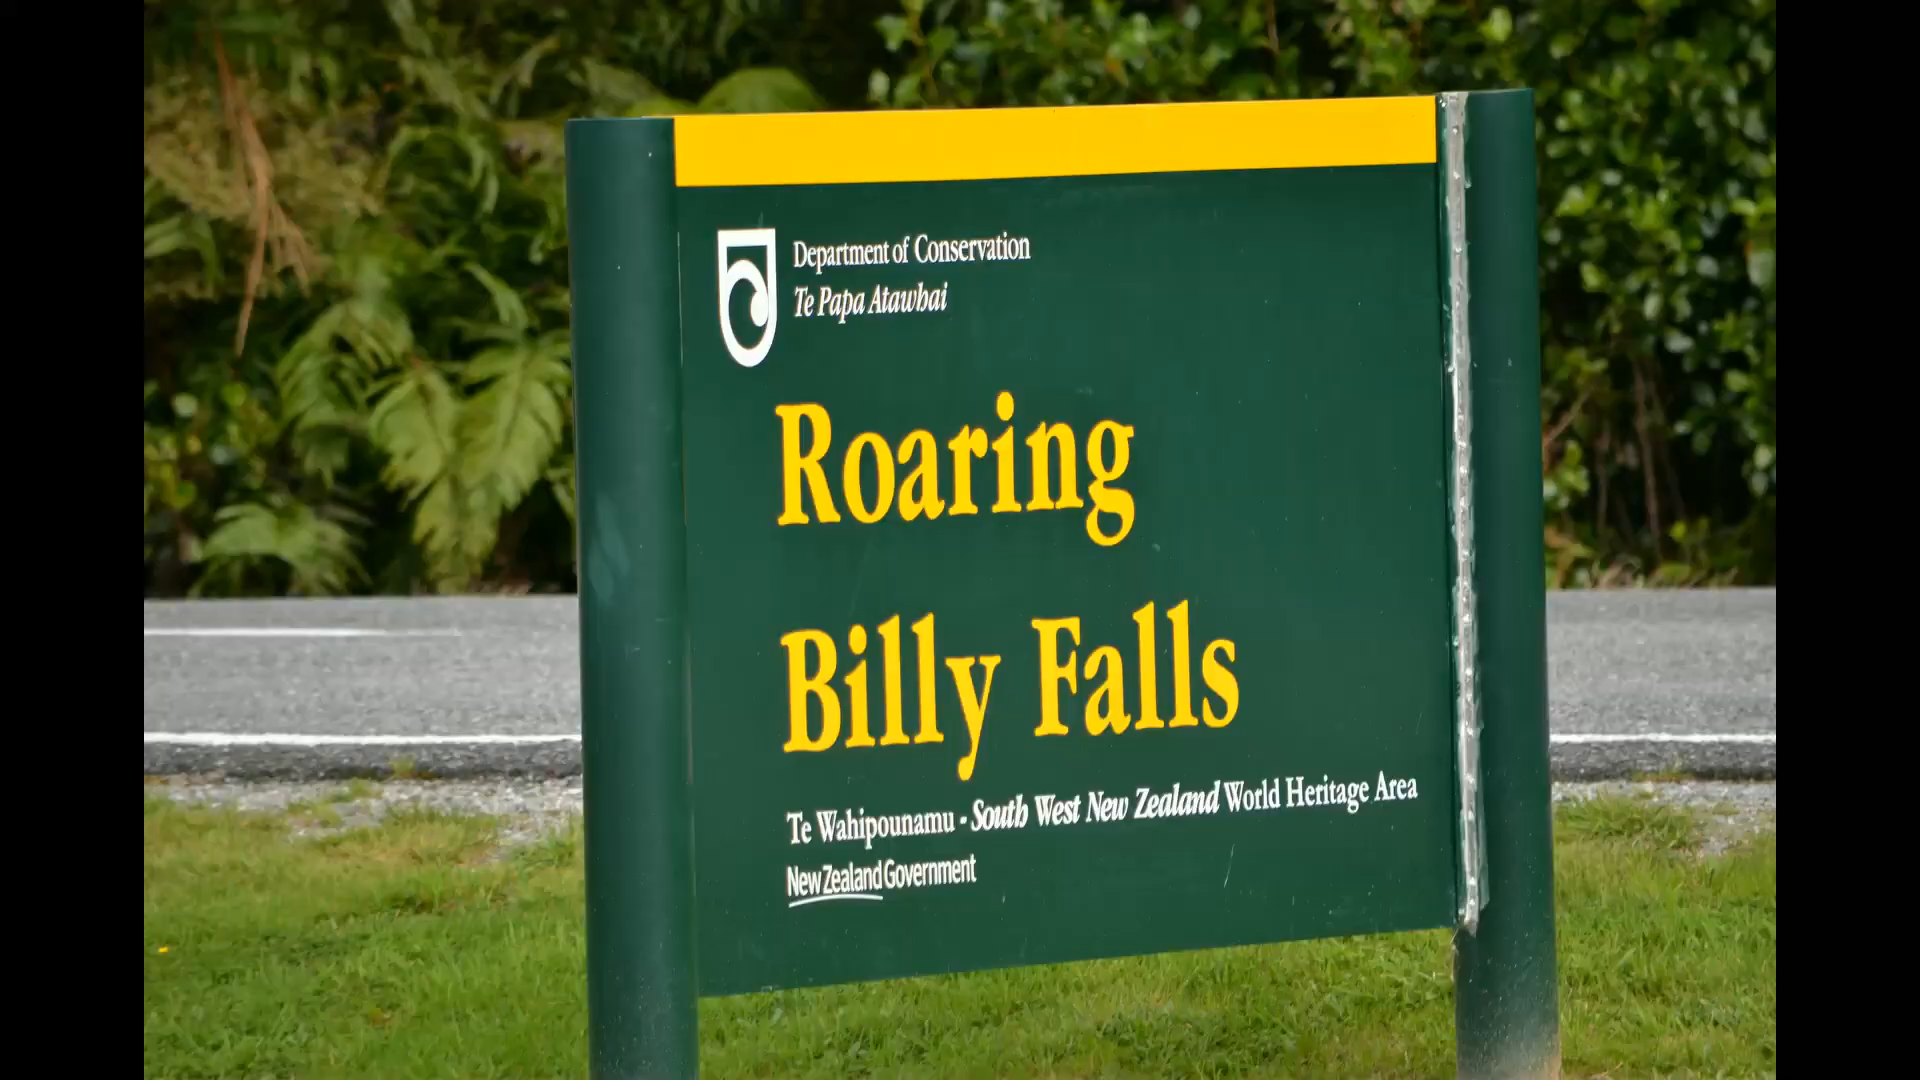 Department of Conservation
Te Papa Atawhai
Roaring
Billy Falls
Te Wahipounamu - South West New Zealand World Heritage Area
New Zealand Government